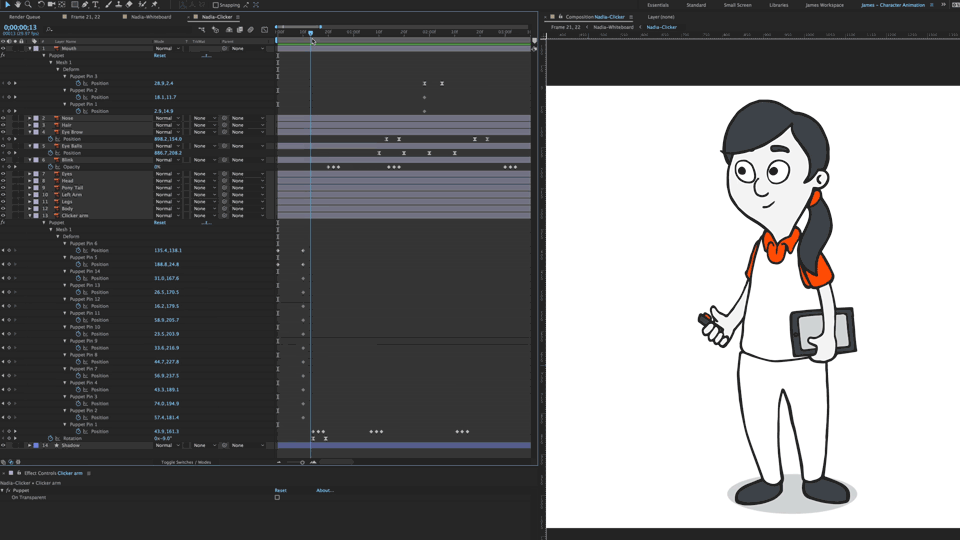 Snapping
Essentials Standard Small Screen Libraries James Workspace James - Character Animation
Render Queue Frame 21, 22 Nadia-Whiteboard Nadia-Clicker
Composition Nadia-Clicker Layer (none)
0;00;00;13
Frame 21, 22 Nadia-Whiteboard Nadia-Clicker
# Layer Name Mode T TrkMat Parent
1 Mouth Normal None
Puppet Reset
Mesh 1
Deform
Puppet Pin 3
Position 28.9,2.4
Puppet Pin 2
Position 18.1,11.7
Puppet Pin 1
Position 2.9,14.9
2 Nose Normal None None
3 Hair Normal None None
4 Eye Brow Normal None None
Position 808.2,154.0
5 Eye Balls Normal None None
Position 886.7,208.2
6 Blink Normal None None
Opacity 0%
7 Eyes Normal None None
8 Head Normal None None
9 Pony Tail Normal None None
10 Left Arm Normal None None
11 Legs Normal None None
12 Body Normal None None
13 Clicker arm Normal None None
Puppet Reset
Mesh 1
Deform
Puppet Pin 6
Position 135.4,138.1
Puppet Pin 5
Position 188.8,24.8
Puppet Pin 14
Position 31.0,167.6
Puppet Pin 13
Position 26.5,170.5
Puppet Pin 12
Position 16.2,179.5
Puppet Pin 11
Position 58.9,205.7
Puppet Pin 10
Position 23.5,203.9
Puppet Pin 9
Position 33.6,216.9
Puppet Pin 8
Position 44.7,227.8
Puppet Pin 7
Position 56.9,237.5
Puppet Pin 4
Position 43.3,189.1
Puppet Pin 3
Position 74.0,194.9
Puppet Pin 2
Position 57.4,181.4
Puppet Pin 1
Position 43.9,161.3
Rotation 0x-9.0°
14 Shadow Normal None None
Toggle Switches / Modes
Effect Controls Clicker arm
Nadia-Clicker • Clicker arm
fx Puppet Reset About...
On Transparent